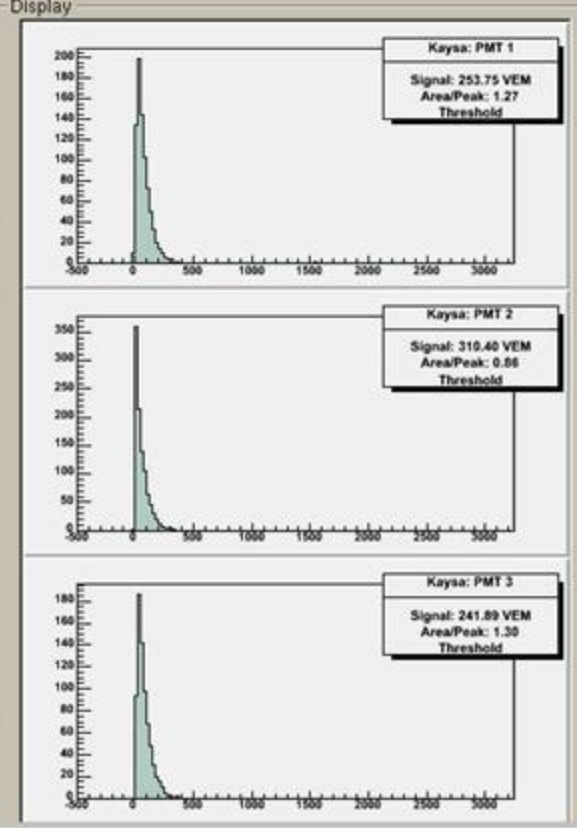 Display
Kaysa: PMT 1
Signal: 253.75 VEM
Area/Peak: 1.27
Threshold
200
180
160
140
120
100
80
60
40
20
0
-500 0 500 1000 1500 2000 2500 3000
Kaysa: PMT 2
Signal: 310.40 VEM
Area/Peak: 0.86
Threshold
350
300
250
200
150
100
50
0
-500 0 500 1000 1500 2000 2500 3000
Kaysa: PMT 3
Signal: 241.89 VEM
Area/Peak: 1.30
Threshold
180
160
140
120
100
80
60
40
20
0
-500 0 500 1000 1500 2000 2500 3000